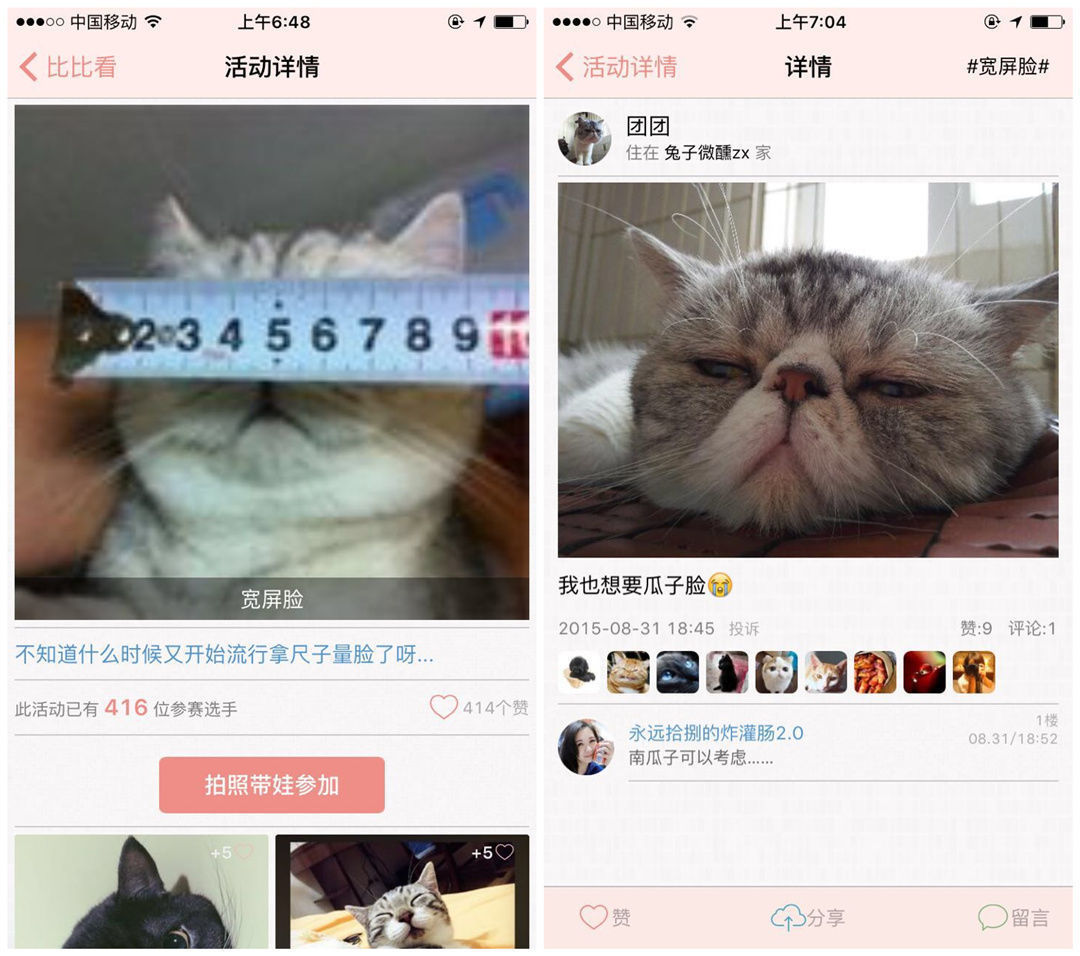 中国移动
上午6:48
比比看
活动详情
2 3 4 5 6 7 8 9
宽屏脸
不知道什么时候又开始流行拿尺子量脸了呀...
此活动已有 416 位参赛选手
414个赞
拍照带娃参加
+5
+5
中国移动
上午7:04
活动详情
详情
#宽屏脸#
团团
住在 兔子微醺zx 家
我也想要瓜子脸😭
2015-08-31 18:45 投诉
赞:9 评论:1
永远拾捌的炸灌肠2.0
1楼
08.31/18:52
南瓜子可以考虑……
赞
分享
留言